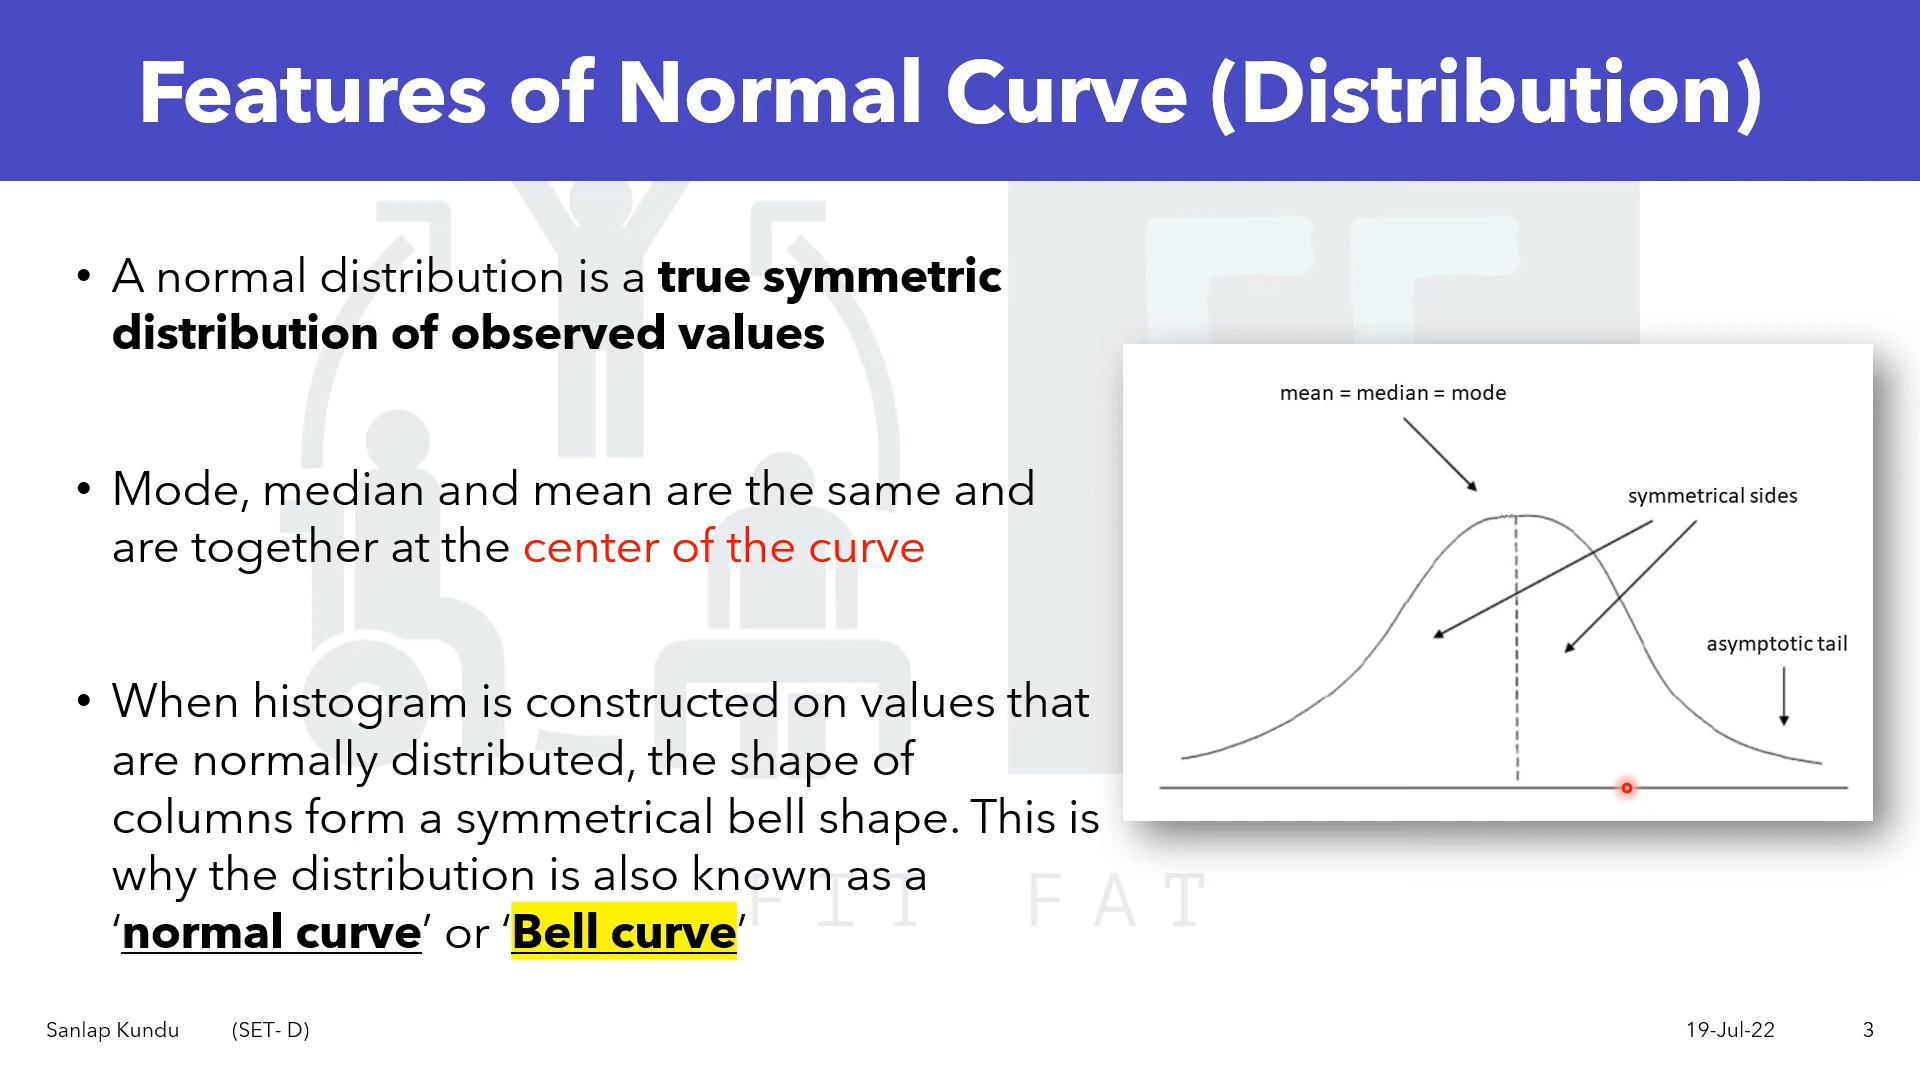 Features of Normal Curve (Distribution)
• A normal distribution is a true symmetric
distribution of observed values
• Mode, median and mean are the same and
are together at the center of the curve
• When histogram is constructed on values that
are normally distributed, the shape of
columns form a symmetrical bell shape. This is
why the distribution is also known as a
‘normal curve’ or ‘Bell curve’
mean = median = mode
symmetrical sides
asymptotic tail
FIT FAT
Sanlap Kundu (SET- D)
19-Jul-22 3